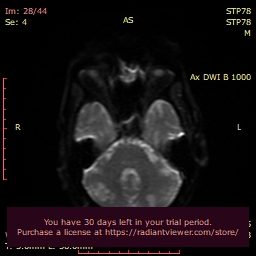 Im: 28/44
Se: 4
AS
STP78
STP78
M
Ax DWI B 1000
R
L
You have 30 days left in your trial period.
Purchase a license at https://radiantviewer.com/store/